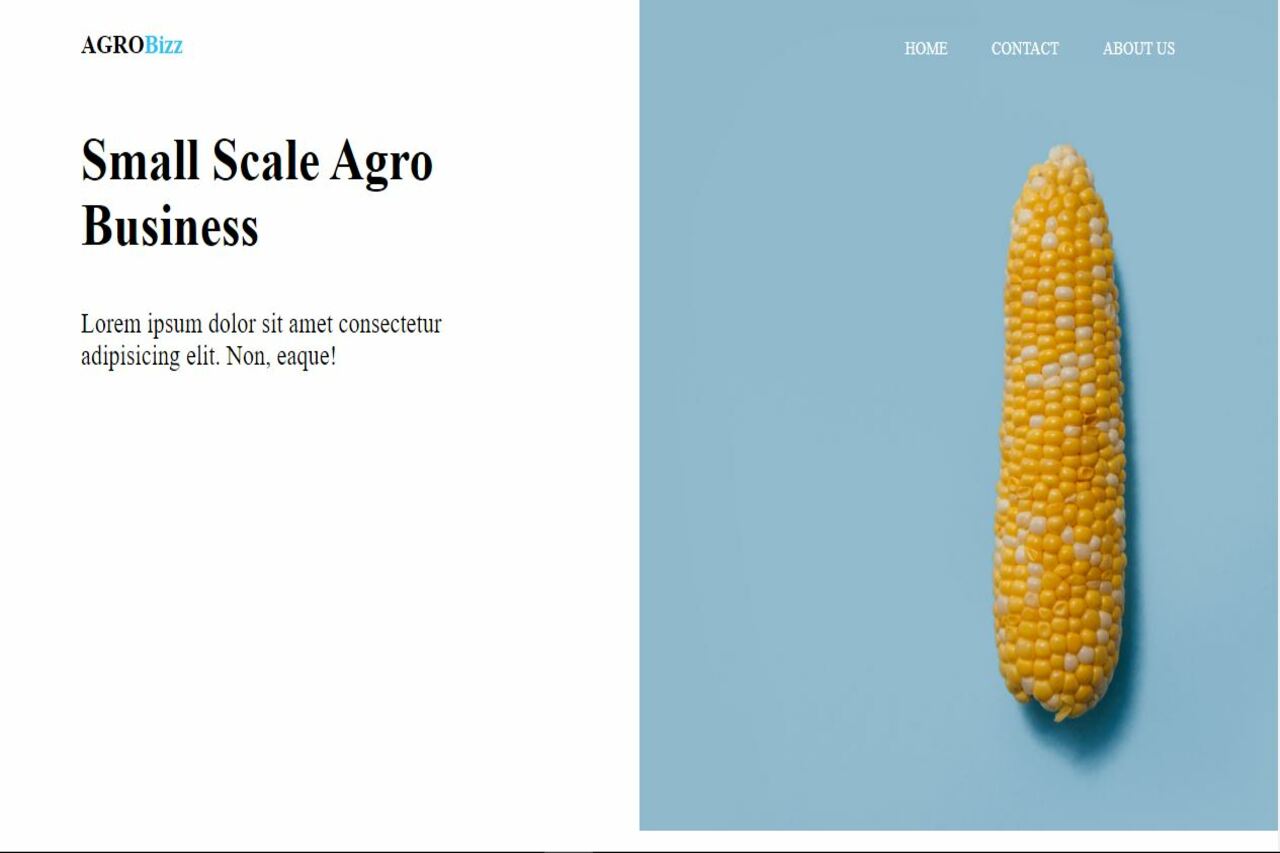 AGROBizz
HOME CONTACT ABOUT US
Small Scale Agro
Business
Lorem ipsum dolor sit amet consectetur
adipisicing elit. Non, eaque!